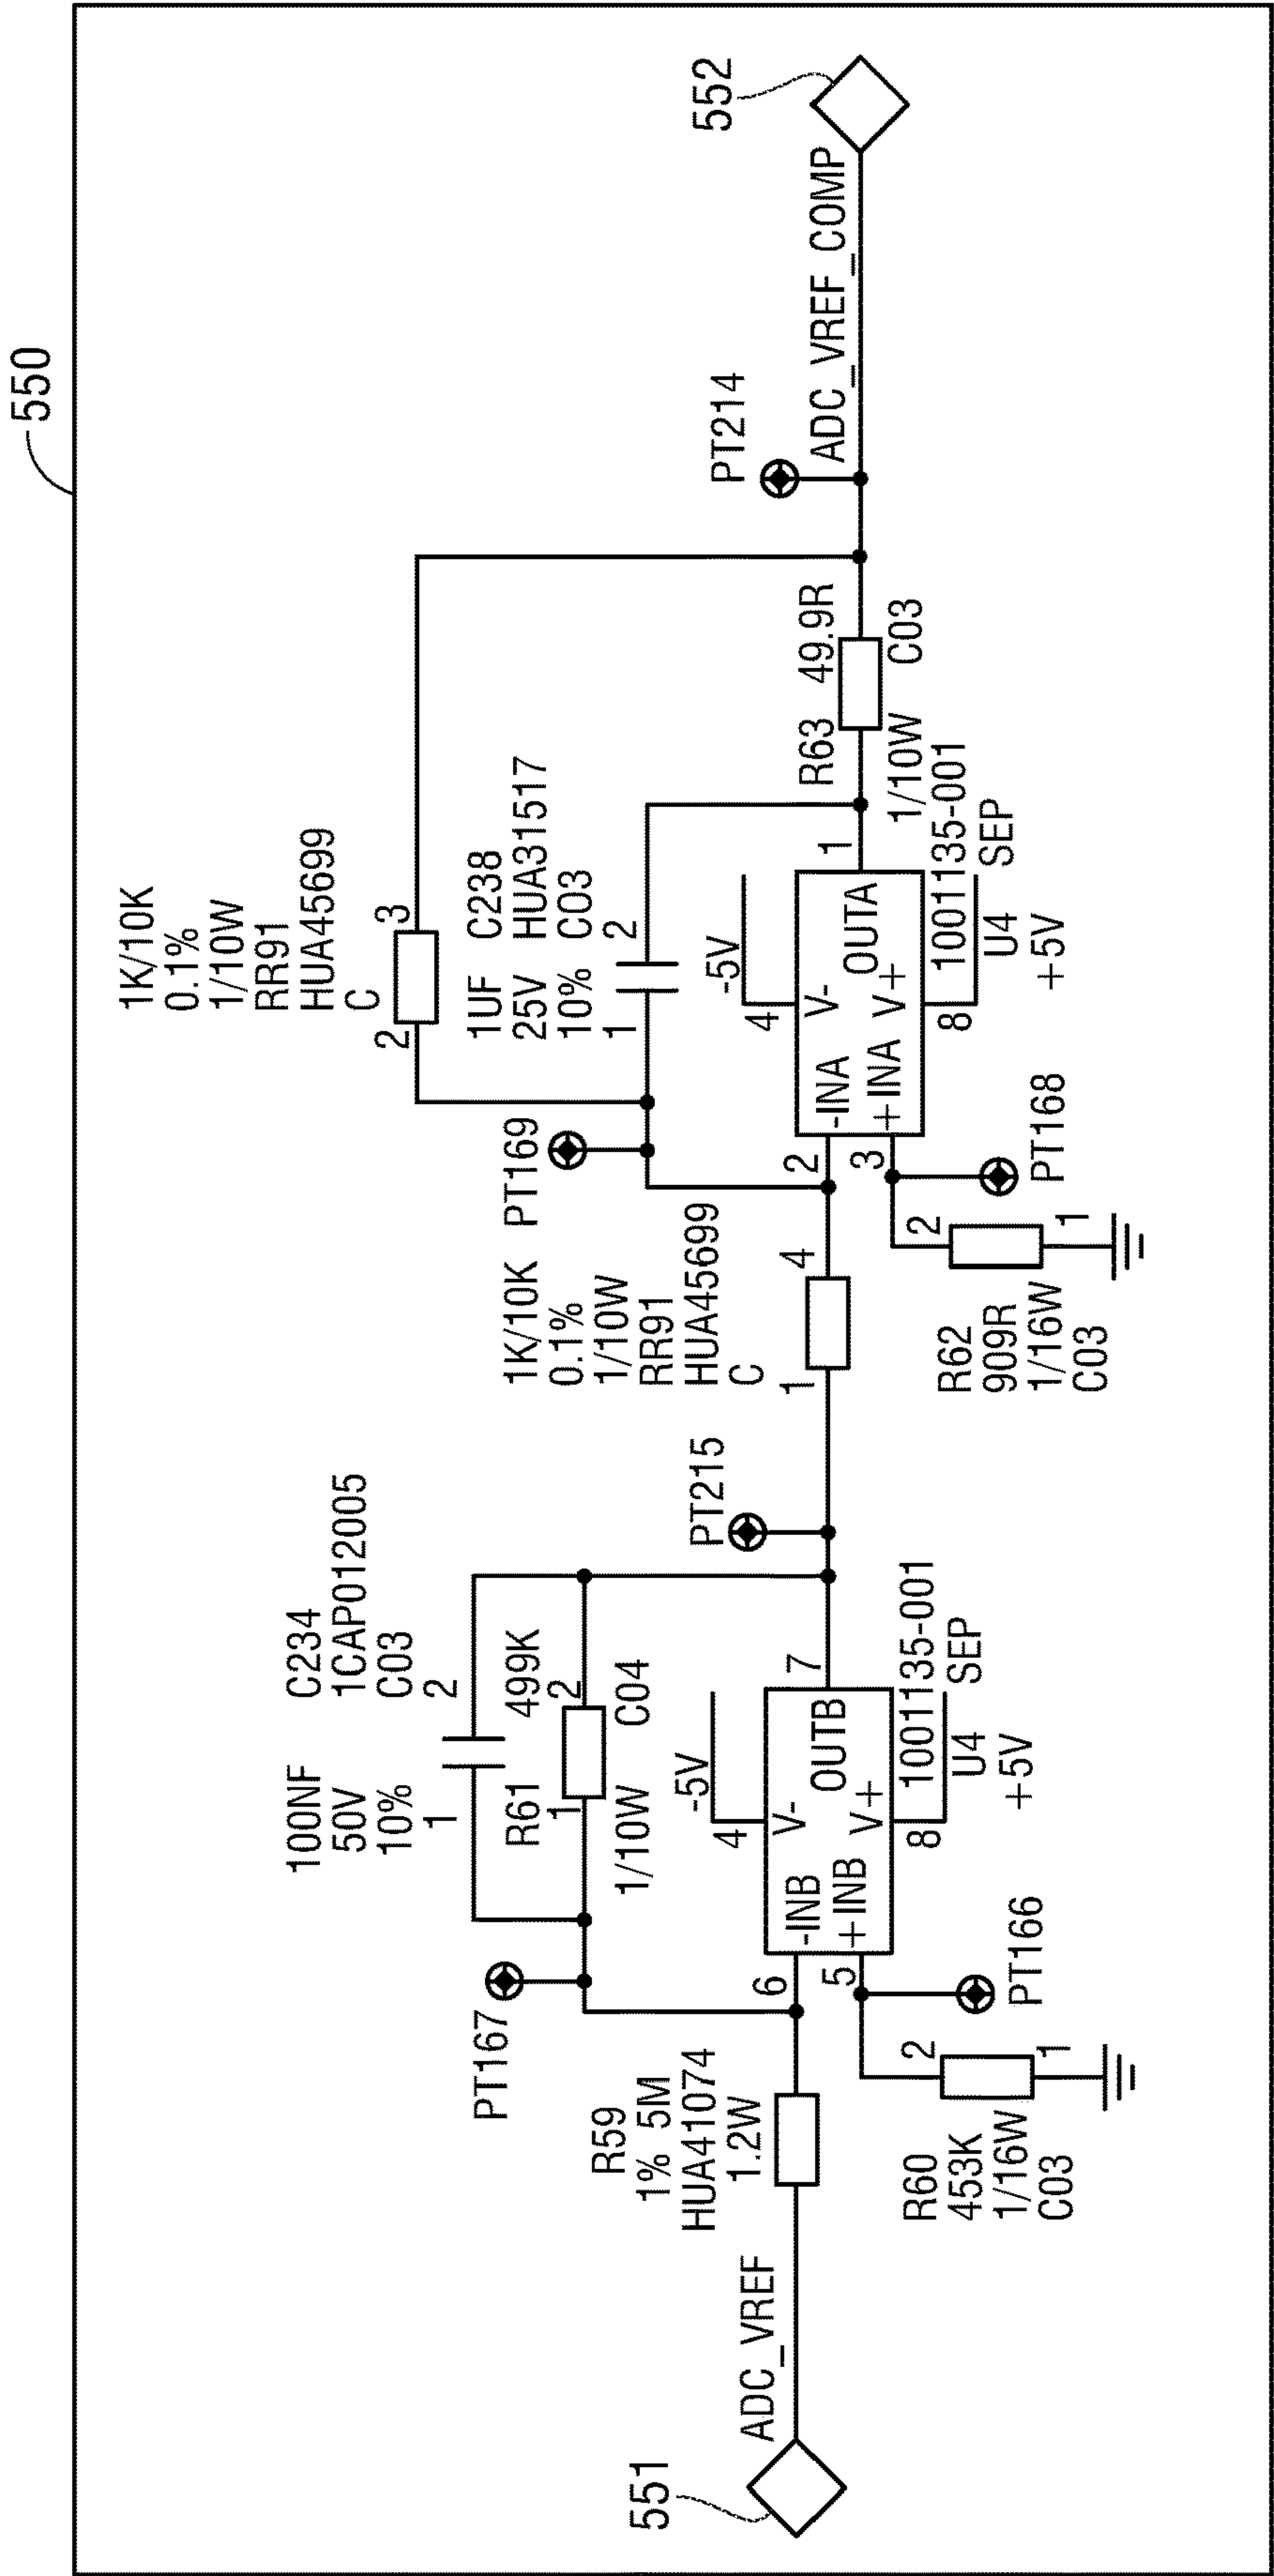 550
551
ADC_VREF
R59
1% 5M
HUA41074
1.2W
R60
453K
1/16W
C03
2
1
PT167
PT166
100NF C234
50V 1CAP012005
10% C03
1 2
R61 499K
1 2
1/10W C04
-5V
4
6
5
-INB V-
OUTB
+INB V+
7
8
1001135-001
U4 SEP
+5V
PT215
1K/10K
0.1%
1/10W
RR91
HUA45699
C
1 4
PT169
R62
909R
1/16W
C03
2
1
PT168
1K/10K
0.1%
1/10W
RR91
HUA45699
C
2 3
1UF C238
25V HUA31517
10% CO3
1 2
-5V
4
2
3
-INA V-
OUTA
+INA V+
1
8
1001135-001
U4 SEP
+5V
R63 49.9R
1/10W C03
PT214
ADC_VREF_COMP
552